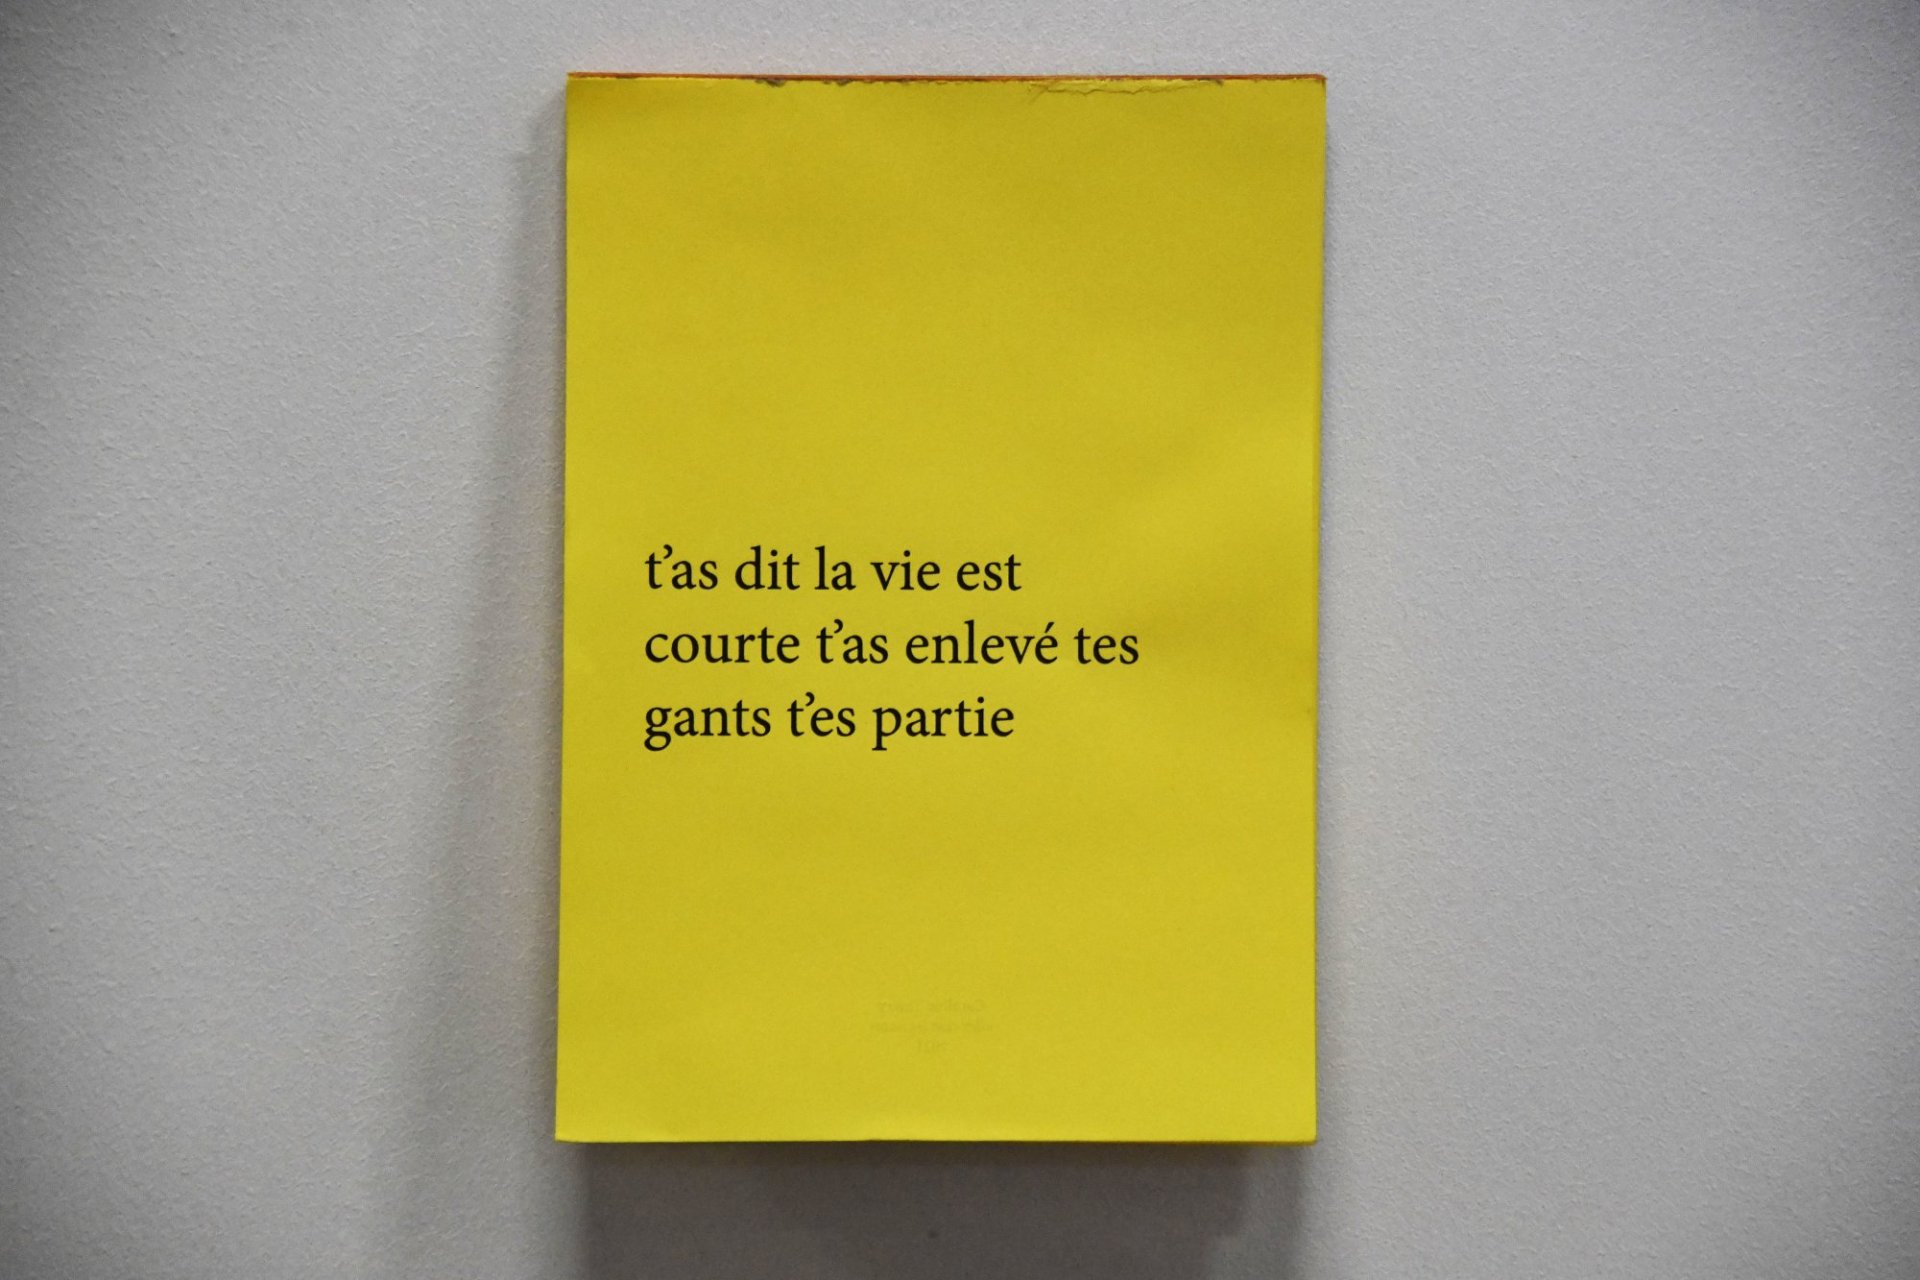 t’as dit la vie est
courte t’as enlevé tes
gants t’es partie